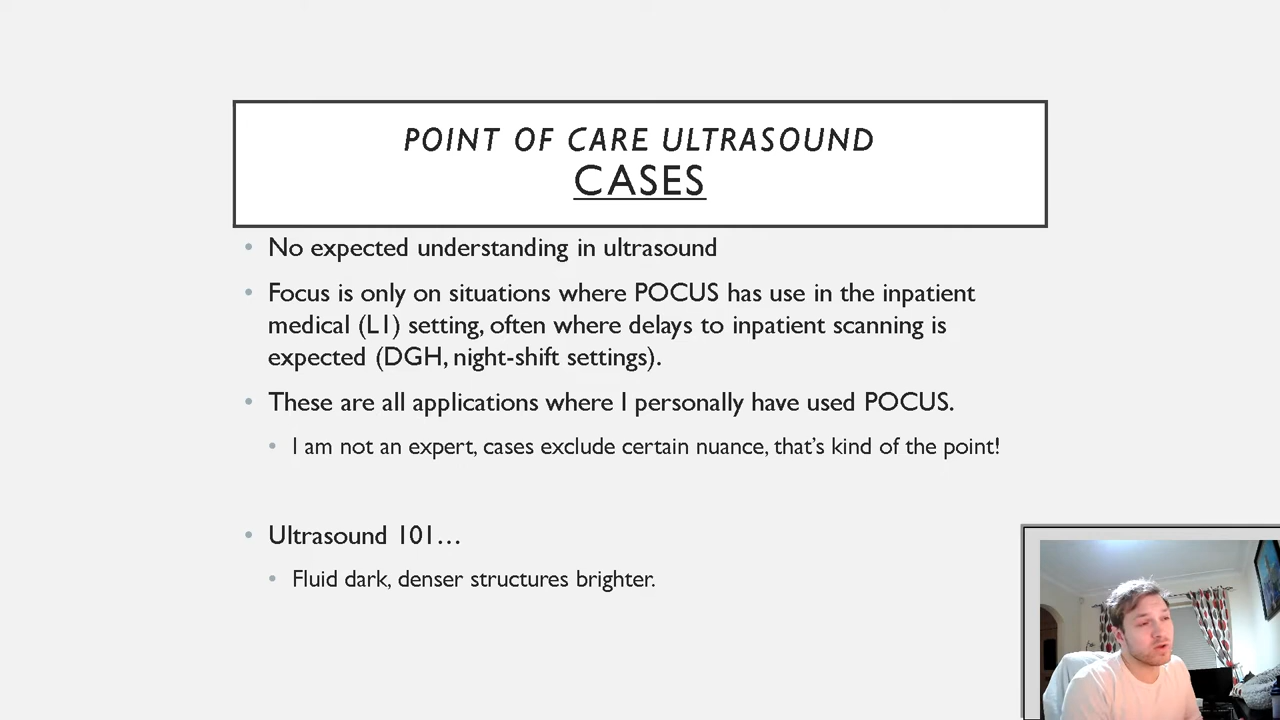 POINT OF CARE ULTRASOUND
CASES
• No expected understanding in ultrasound
• Focus is only on situations where POCUS has use in the inpatient
medical (L1) setting, often where delays to inpatient scanning is
expected (DGH, night-shift settings).
• These are all applications where I personally have used POCUS.
• I am not an expert, cases exclude certain nuance, that's kind of the point!
• Ultrasound 101…
• Fluid dark, denser structures brighter.